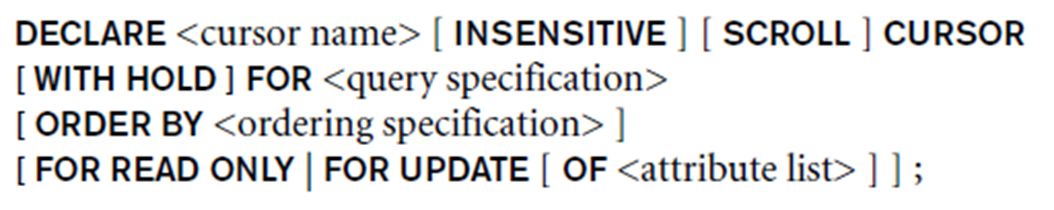 DECLARE <cursor name> [ INSENSITIVE ] [ SCROLL ] CURSOR
[ WITH HOLD ] FOR <query specification>
[ ORDER BY <ordering specification> ]
[ FOR READ ONLY | FOR UPDATE [ OF <attribute list> ] ] ;